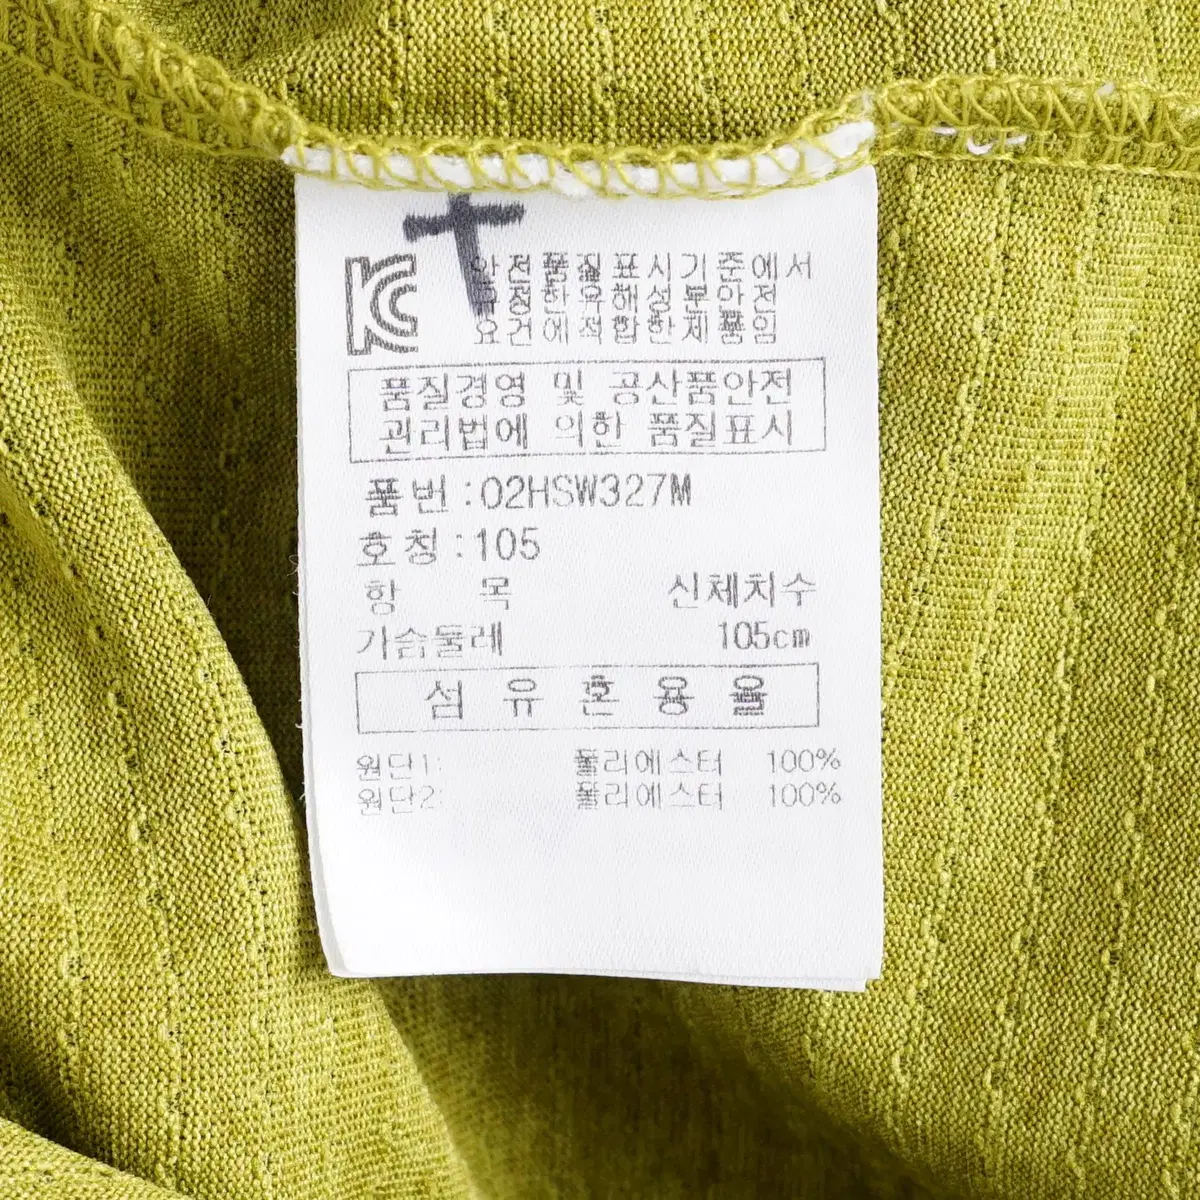 KC
안전품질표시기준에서
규정한유해성분안전
요건에적합한제품임
품질경영 및 공산품안전
관리법에 의한 품질표시
품번:02HSW327M
호칭:105
항 목 신체치수
가슴둘레 105cm
섬유혼용율
원단1: 폴리에스터 100%
원단2: 폴리에스터 100%